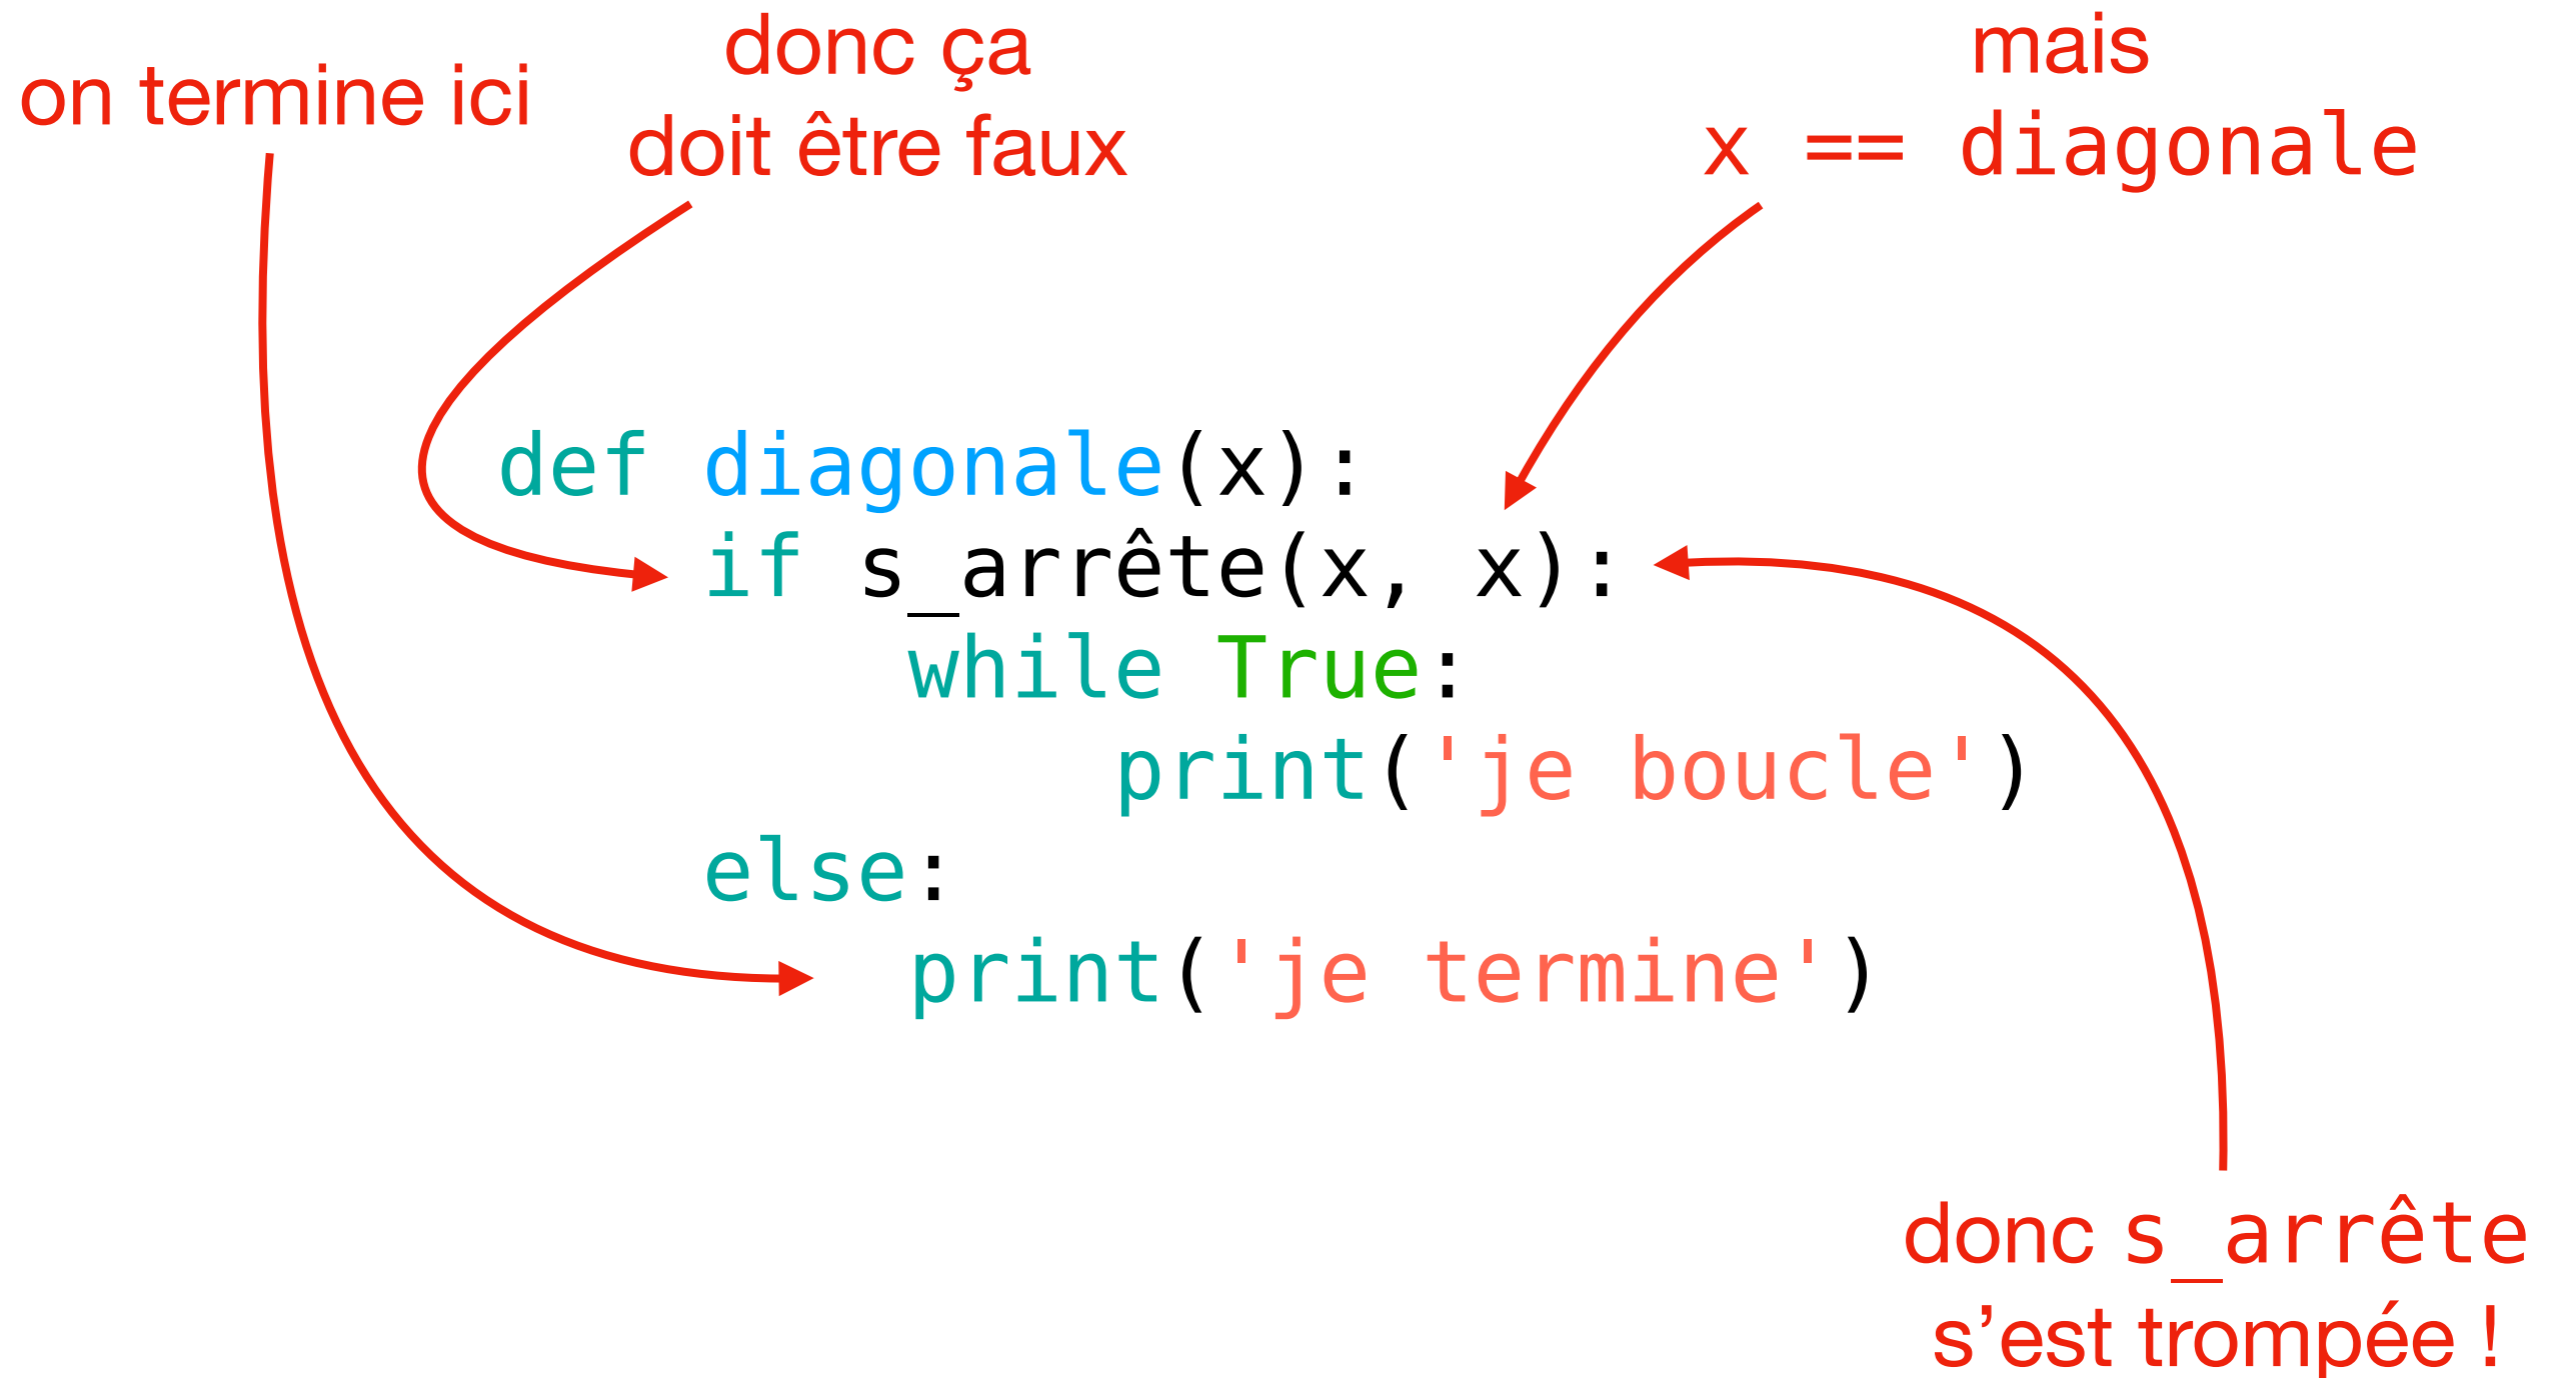 on termine ici
donc ça
doit être faux
mais
x == diagonale
def diagonale(x):
    if s_arrête(x, x):
        while True:
            print('je boucle')
    else:
        print('je termine')
donc s_arrête
s’est trompée !